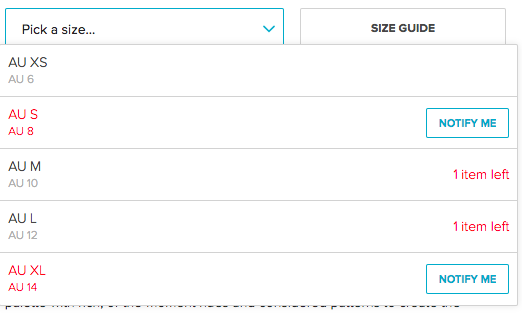 Pick a size...
SIZE GUIDE
AU XS
AU 6
AU S
AU 8
NOTIFY ME
AU M
AU 10
1 item left
AU L
AU 12
1 item left
AU XL
AU 14
NOTIFY ME